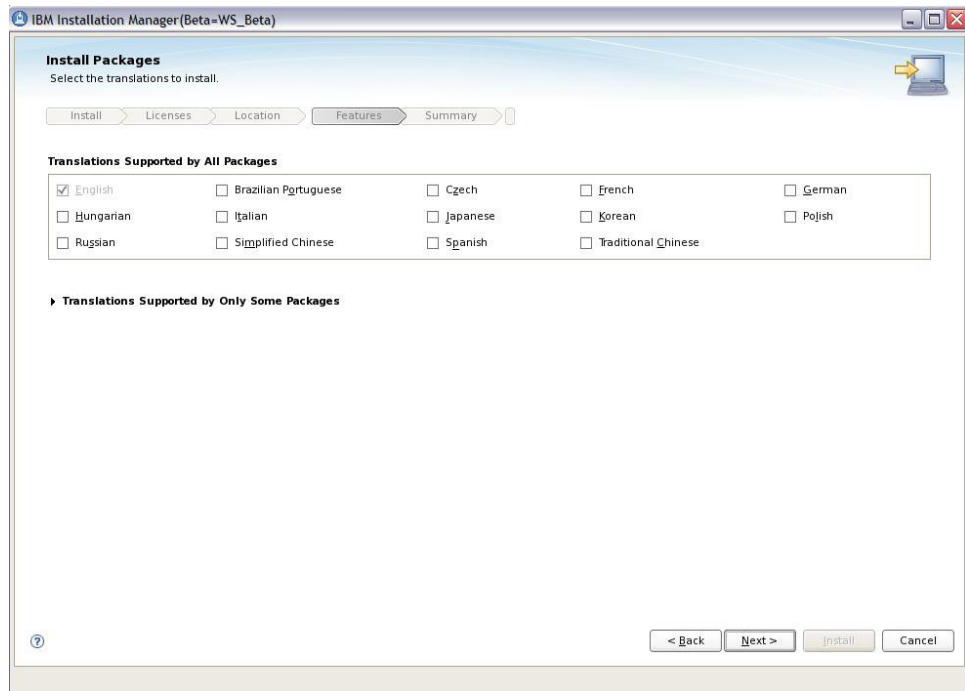 IBM Installation Manager(Beta=WS_Beta)
Install Packages
Select the translations to install.
Install Licenses Location Features Summary
Translations Supported by All Packages
English Brazilian Portuguese Czech French German
Hungarian Italian Japanese Korean Polish
Russian Simplified Chinese Spanish Traditional Chinese
Translations Supported by Only Some Packages
? < Back Next > Install Cancel